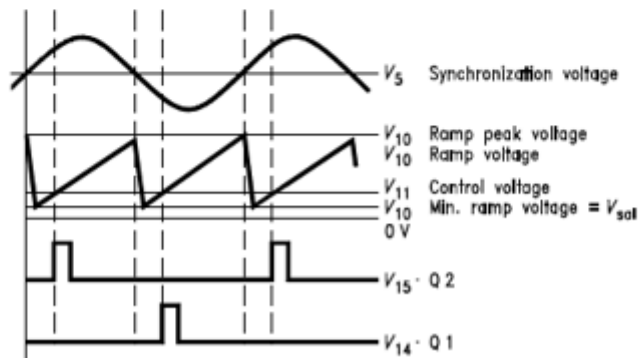 V5 Synchronization voltage
V10 Ramp peak voltage
V10 Ramp voltage
V11 Control voltage
V10 Min. ramp voltage = Vsat
0 V
V15 · Q 2
V14 · Q 1